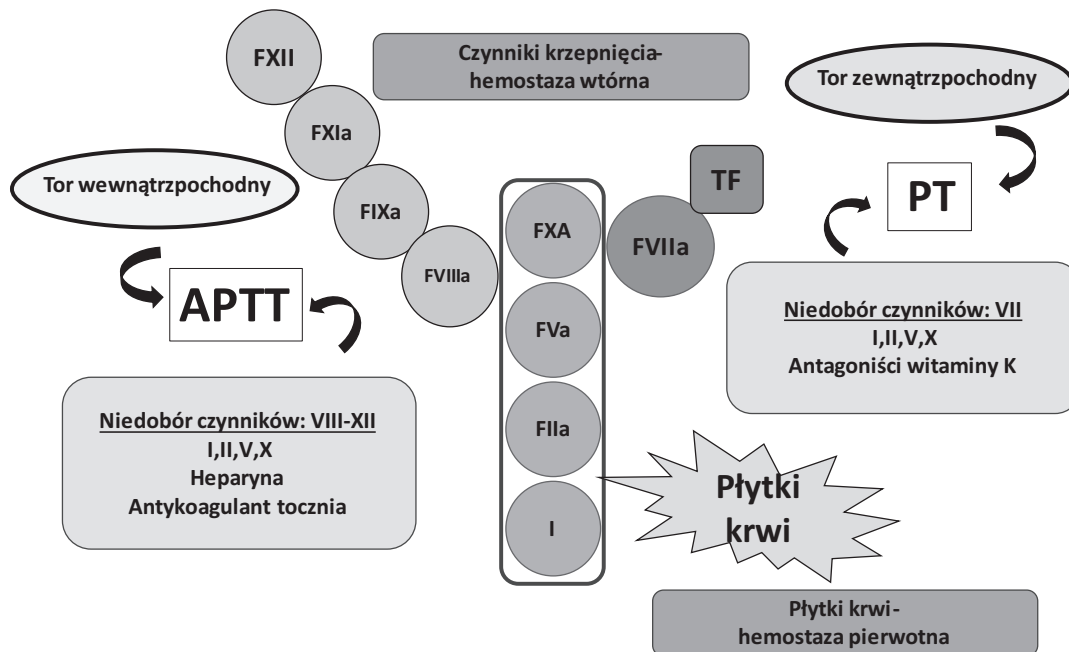 FXII
Czynniki krzepnięcia-
hemostaza wtórna
Tor zewnątrzpochodny
FXIa
Tor wewnątrzpochodny
TF
PT
FIXa
FXA
FVIIa
FVIIIa
APTT
FVa
Niedobór czynników: VII
I,II,V,X
Antagoniści witaminy K
Niedobór czynników: VIII-XII
I,II,V,X
Heparyna
Antykoagulant tocznia
FIIa
Płytki
krwi
I
Płytki krwi-
hemostaza pierwotna